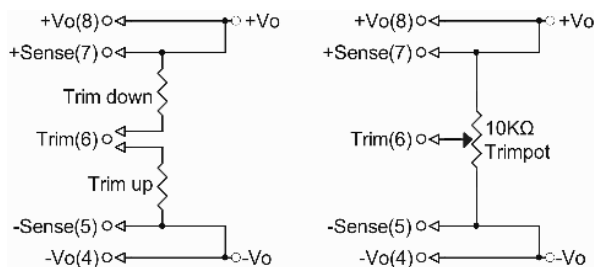 +Vo(8)
+Vo
+Sense(7)
Trim down
Trim(6)
Trim up
-Sense(5)
-Vo(4)
-Vo
+Vo(8)
+Vo
+Sense(7)
10KΩ
Trim(6)
Trimpot
-Sense(5)
-Vo(4)
-Vo